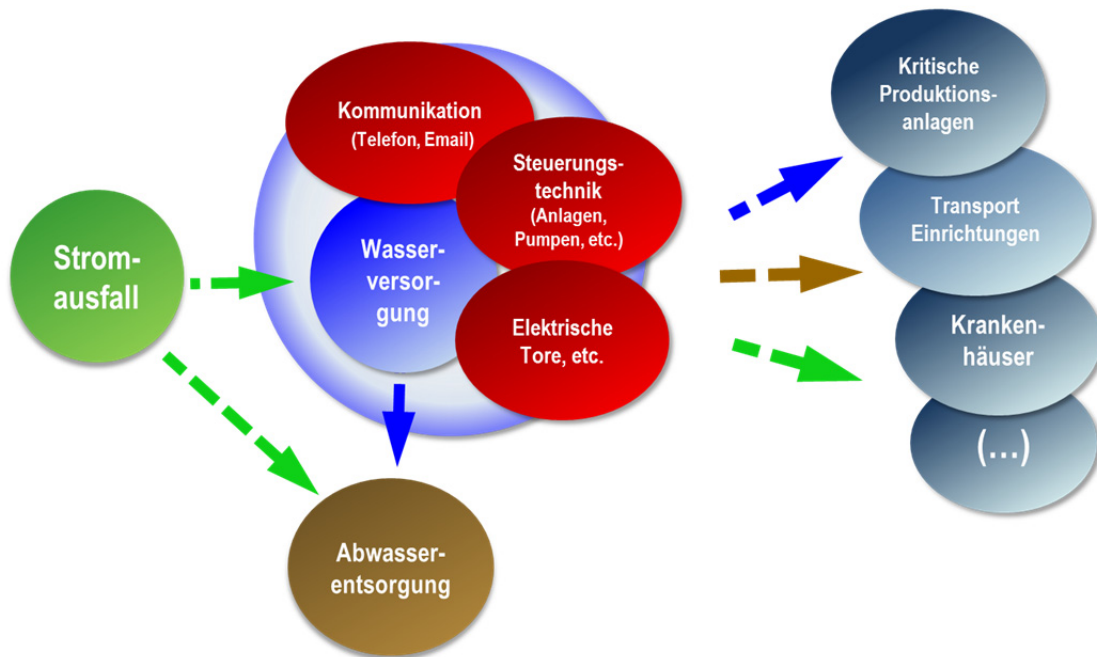 Strom-
ausfall
Kommunikation
(Telefon, Email)
Steuerungs-
technik
(Anlagen,
Pumpen, etc.)
Wasser-
versor-
gung
Elektrische
Tore, etc.
Abwasser-
entsorgung
Kritische
Produktions-
anlagen
Transport
Einrichtungen
Kranken-
häuser
(...)